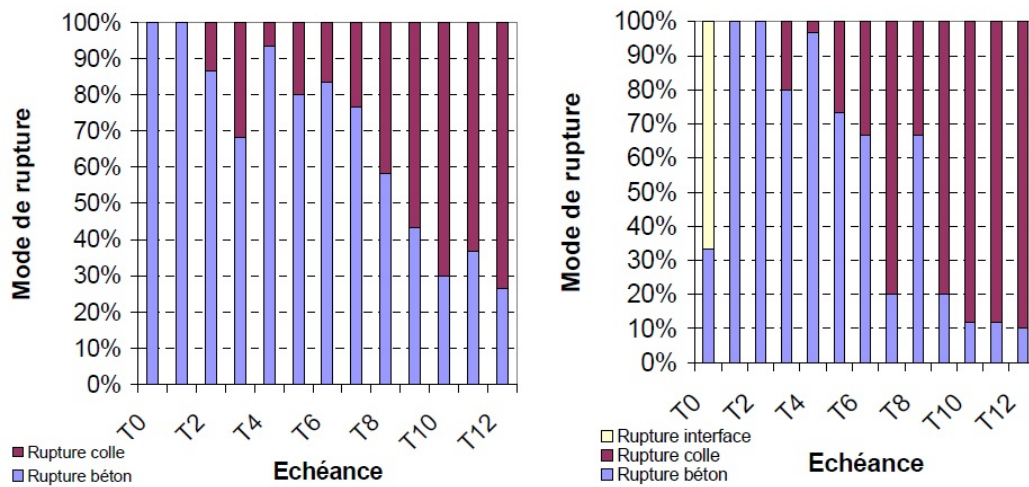 100%
90%
80%
70%
60%
50%
40%
30%
20%
10%
0%
Mode de rupture
T0
T2
T4
T6
T8
T10
T12
Echéance
Rupture colle
Rupture béton
100%
90%
80%
70%
60%
50%
40%
30%
20%
10%
0%
Mode de rupture
T0
T2
T4
T6
T8
T10
T12
Echéance
Rupture interface
Rupture colle
Rupture béton